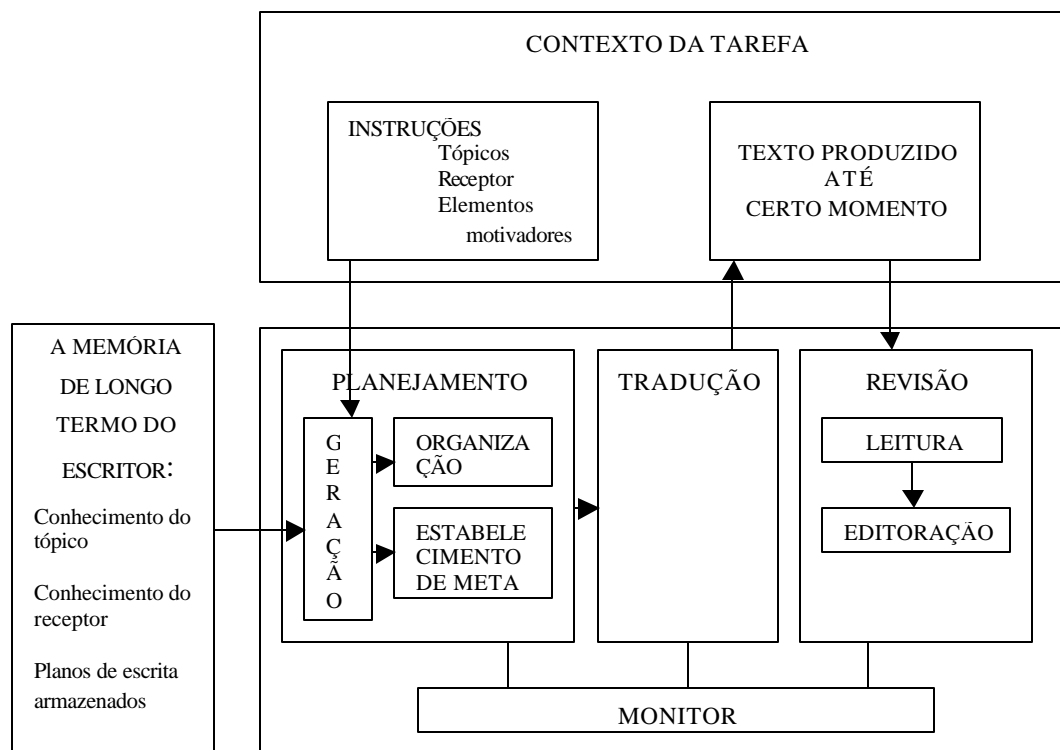 CONTEXTO DA TAREFA
INSTRUÇÕES
Tópicos
Receptor
Elementos
motivadores
TEXTO PRODUZIDO
ATÉ
CERTO MOMENTO
A MEMÓRIA
DE LONGO
TERMO DO
ESCRITOR:
Conhecimento do
tópico
Conhecimento do
receptor
Planos de escrita
armazenados
PLANEJAMENTO
G
E
R
A
Ç
Ã
O
ORGANIZA
ÇÃO
ESTABELE
CIMENTO
DE META
TRADUÇÃO
REVISÃO
LEITURA
EDITORAÇÃO
MONITOR